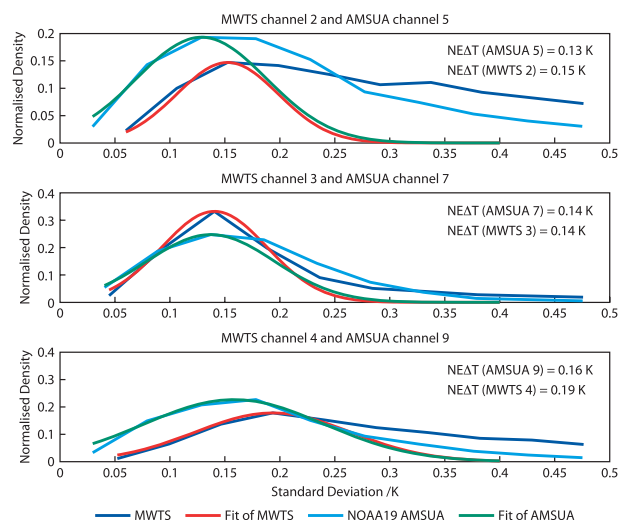 MWTS channel 2 and AMSUA channel 5
Normalised Density
0.2
0.15
0.1
0.05
0
NEΔT (AMSUA 5) = 0.13 K
NEΔT (MWTS 2) = 0.15 K
0 0.05 0.1 0.15 0.2 0.25 0.3 0.35 0.4 0.45 0.5
MWTS channel 3 and AMSUA channel 7
Normalised Density
0.4
0.3
0.2
0.1
0
NEΔT (AMSUA 7) = 0.14 K
NEΔT (MWTS 3) = 0.14 K
0 0.05 0.1 0.15 0.2 0.25 0.3 0.35 0.4 0.45 0.5
MWTS channel 4 and AMSUA channel 9
Normalised Density
0.4
0.3
0.2
0.1
0
NEΔT (AMSUA 9) = 0.16 K
NEΔT (MWTS 4) = 0.19 K
0 0.05 0.1 0.15 0.2 0.25 0.3 0.35 0.4 0.45 0.5
Standard Deviation /K
MWTS Fit of MWTS NOAA19 AMSUA Fit of AMSUA